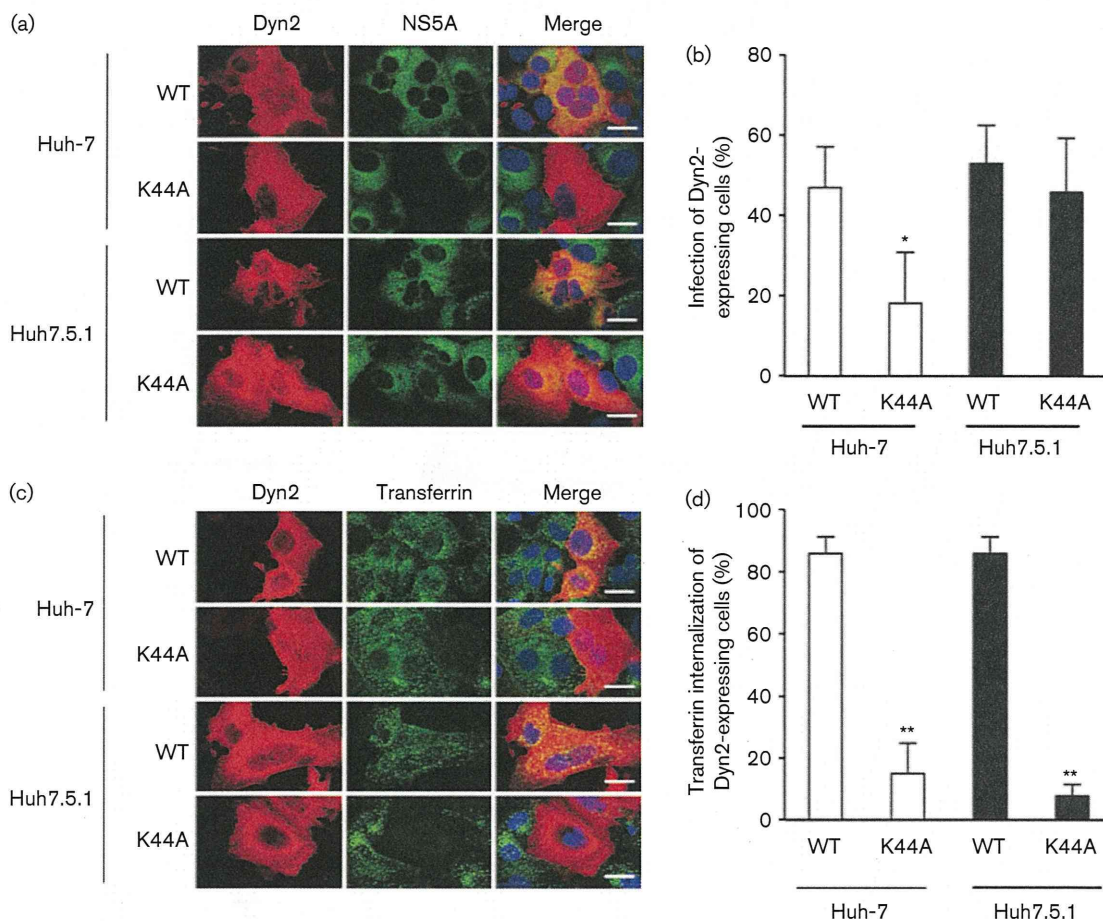 (a)
Dyn2 NS5A Merge
Huh-7
WT
K44A
Huh7.5.1
WT
K44A
(b)
Infection of Dyn2-
expressing cells (%)
80
60
40
20
0
*
WT K44A WT K44A
Huh-7 Huh7.5.1
(c)
Dyn2 Transferrin Merge
Huh-7
WT
K44A
Huh7.5.1
WT
K44A
(d)
Transferrin internalization of
Dyn2-expressing cells (%)
100
80
60
40
20
0
** **
WT K44A WT K44A
Huh-7 Huh7.5.1